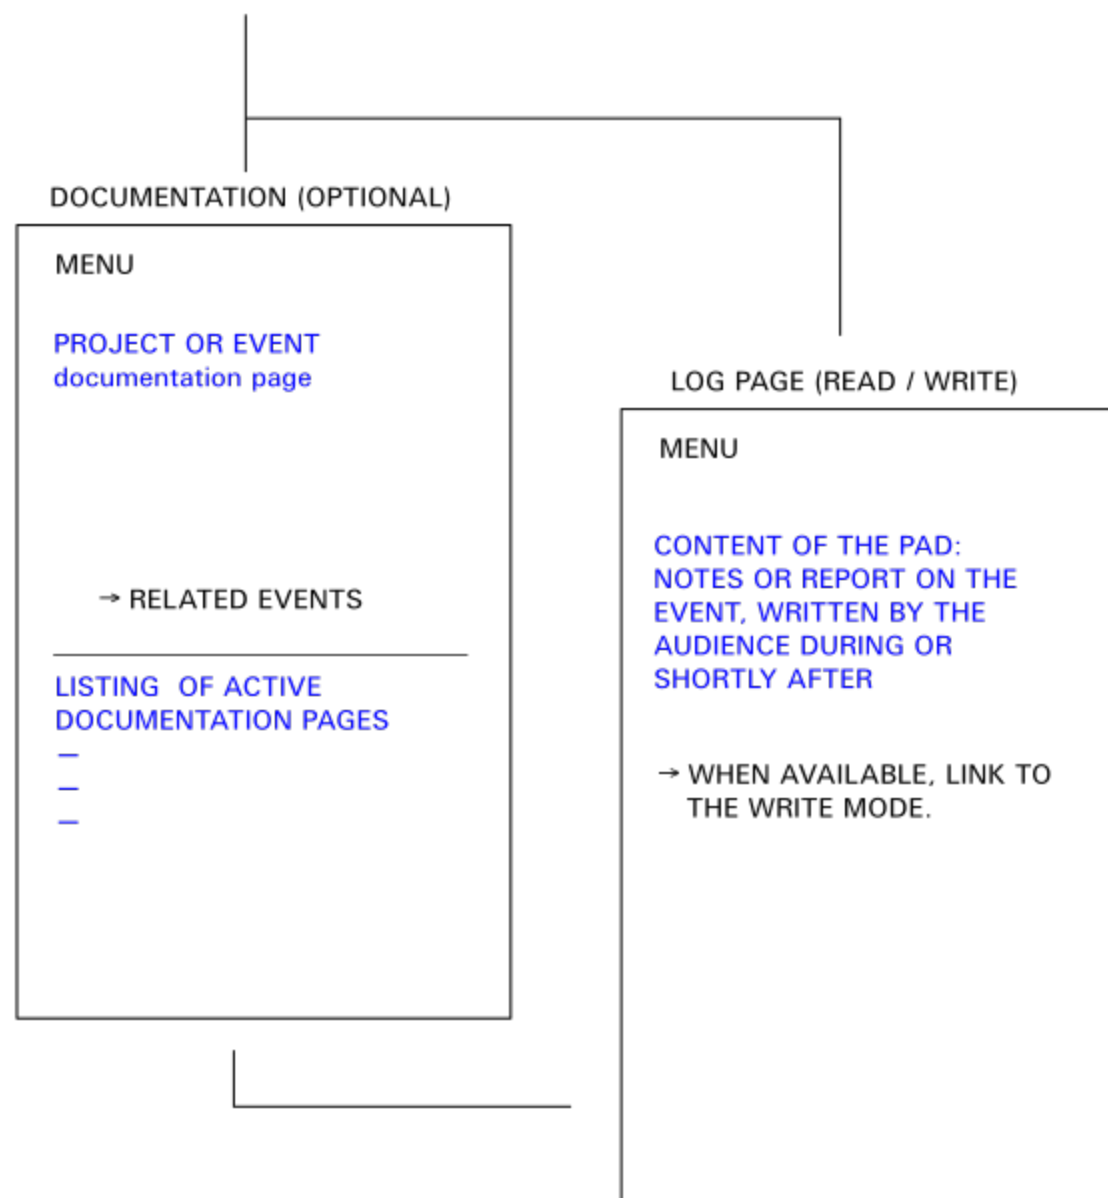 DOCUMENTATION (OPTIONAL)
MENU
PROJECT OR EVENT
documentation page
→ RELATED EVENTS
LISTING OF ACTIVE
DOCUMENTATION PAGES
–
–
–
LOG PAGE (READ / WRITE)
MENU
CONTENT OF THE PAD:
NOTES OR REPORT ON THE
EVENT, WRITTEN BY THE
AUDIENCE DURING OR
SHORTLY AFTER
→ WHEN AVAILABLE, LINK TO
THE WRITE MODE.